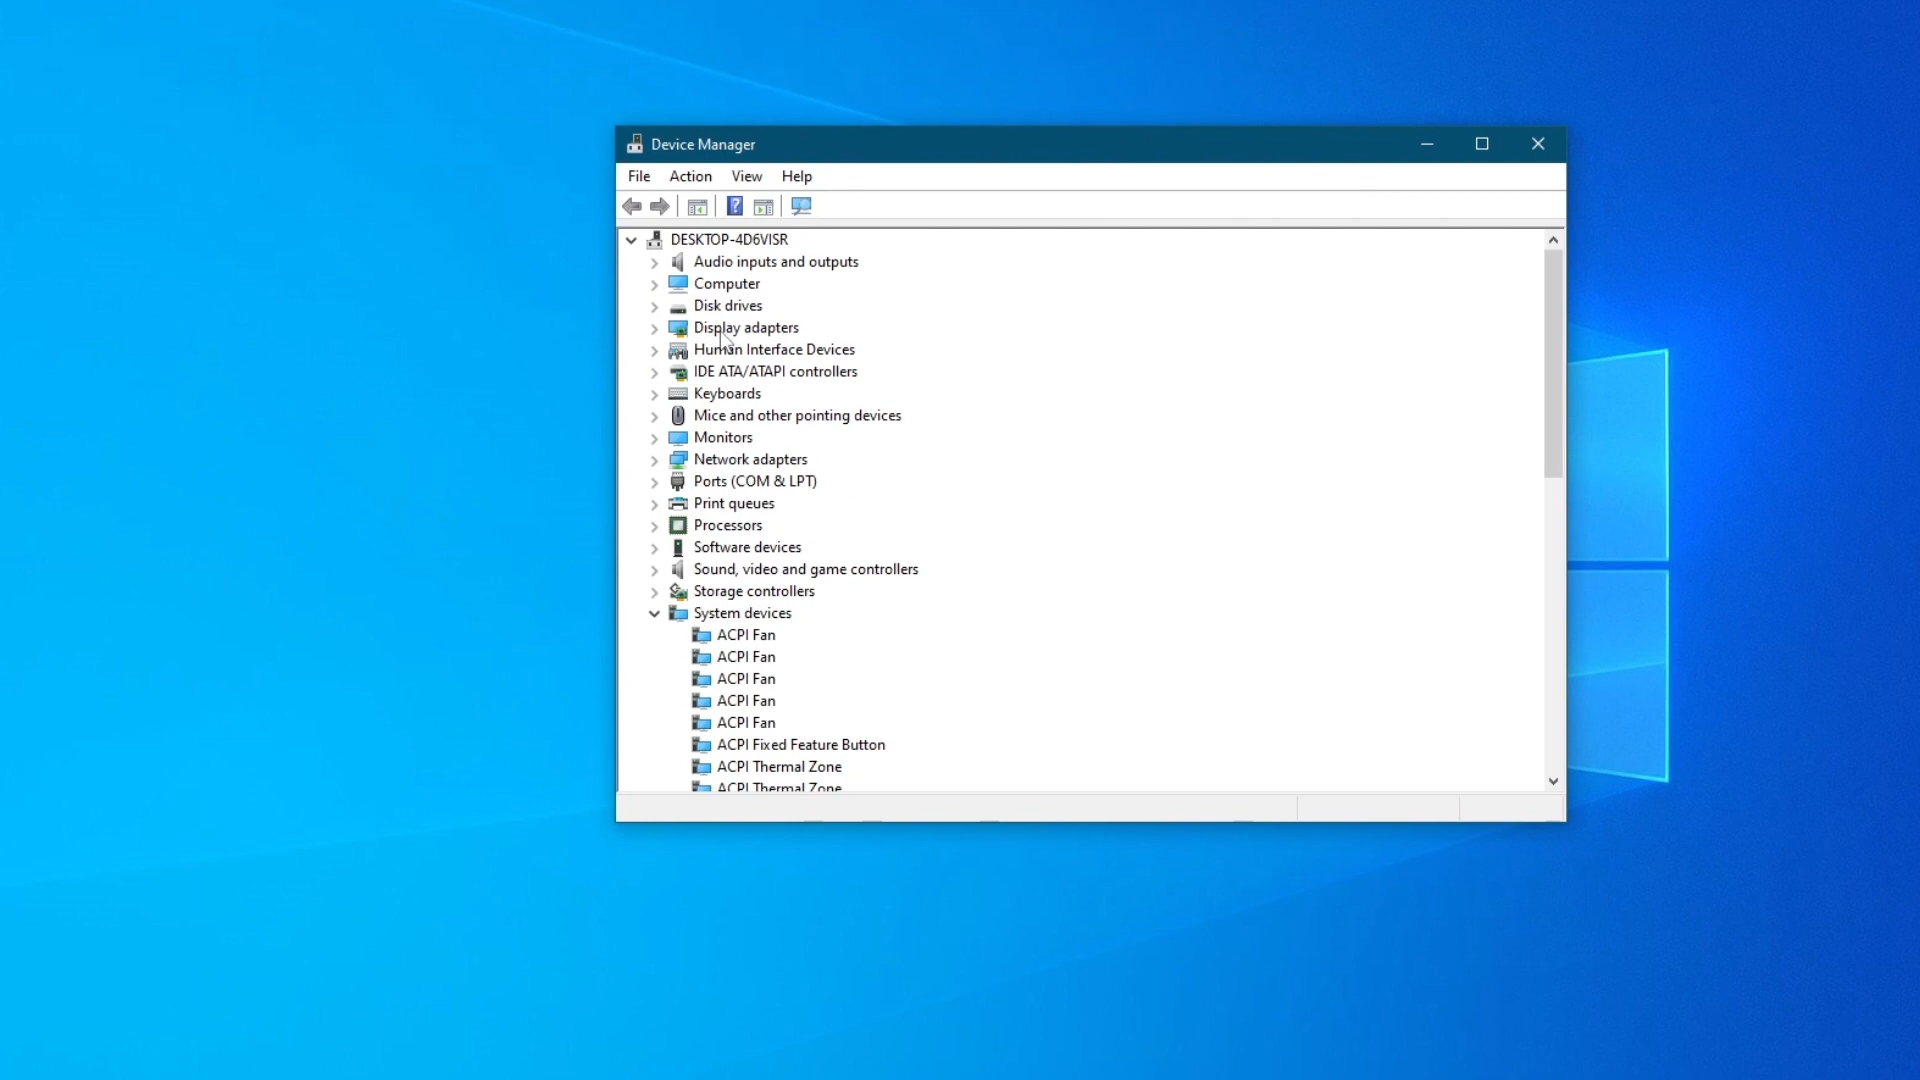 Device Manager
File Action View Help
DESKTOP-4D6VISR
Audio inputs and outputs
Computer
Disk drives
Display adapters
Human Interface Devices
IDE ATA/ATAPI controllers
Keyboards
Mice and other pointing devices
Monitors
Network adapters
Ports (COM & LPT)
Print queues
Processors
Software devices
Sound, video and game controllers
Storage controllers
System devices
ACPI Fan
ACPI Fan
ACPI Fan
ACPI Fan
ACPI Fan
ACPI Fixed Feature Button
ACPI Thermal Zone
ACPI Thermal Zone